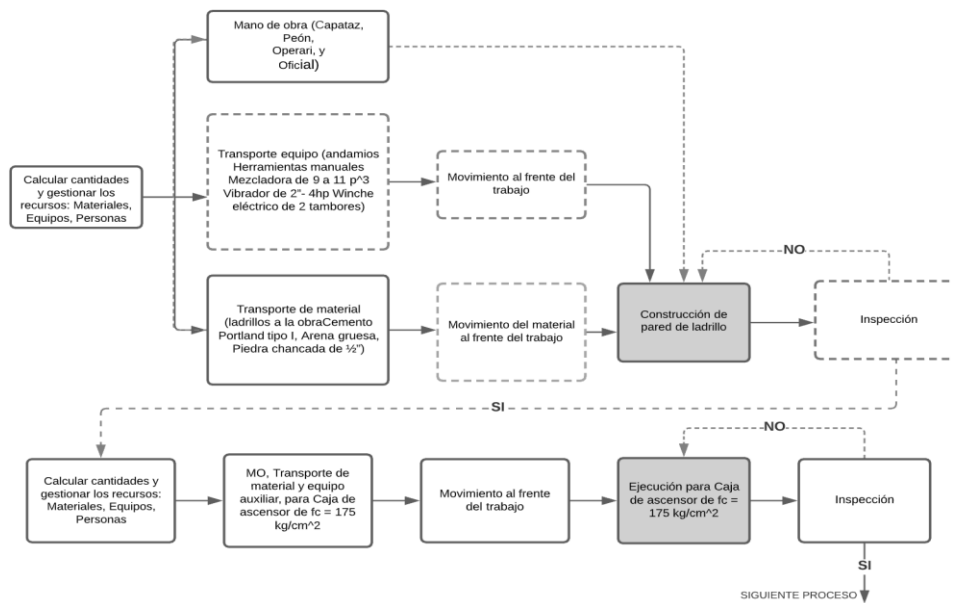 Mano de obra (Capataz,
Peón,
Operari, y
Oficial)
Transporte equipo (andamios
Herramientas manuales
Mezcladora de 9 a 11 p^3
Vibrador de 2"- 4hp Winche
eléctrico de 2 tambores)
Movimiento al frente del
trabajo
Calcular cantidades
y gestionar los
recursos: Materiales,
Equipos, Personas
NO
Transporte de material
(ladrillos a la obraCemento
Portland tipo I, Arena gruesa,
Piedra chancada de ½")
Movimiento del material
al frente del trabajo
Construcción de
pared de ladrillo
Inspección
SI
NO
Calcular cantidades y
gestionar los recursos:
Materiales, Equipos,
Personas
MO, Transporte de
material y equipo
auxiliar, para Caja de
ascensor de fc = 175
kg/cm^2
Movimiento al frente
del trabajo
Ejecución para Caja
de ascensor de fc =
175 kg/cm^2
Inspección
SI
SIGUIENTE PROCESO